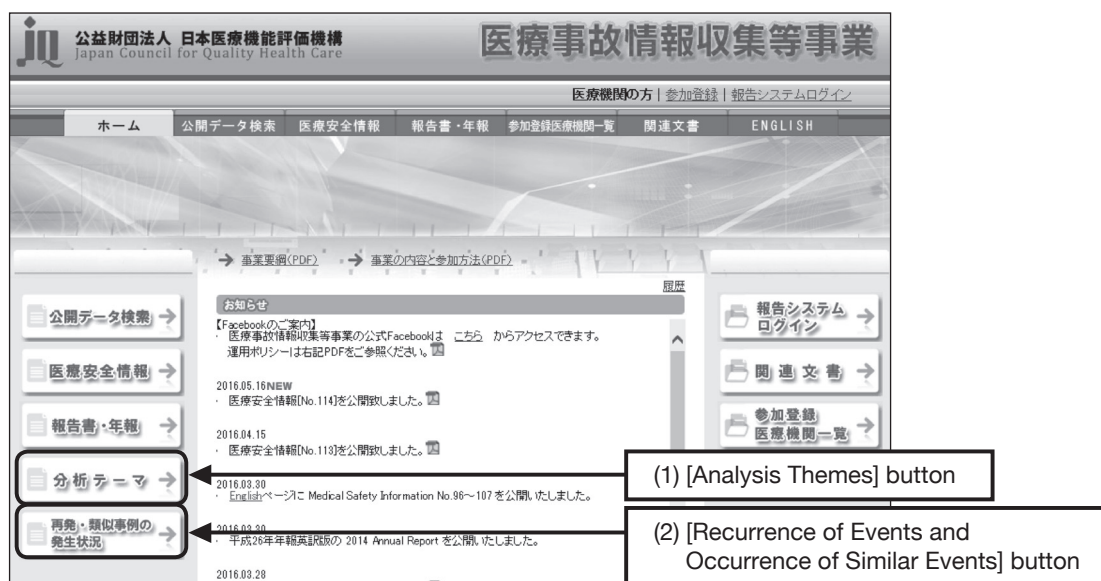 公益財団法人 日本医療機能評価機構
Japan Council for Quality Health Care
医療事故情報収集等事業
医療機関の方 | 参加登録 | 報告システムログイン
ホーム 公開データ検索 医療安全情報 報告書・年報 参加登録医療機関一覧 関連文書 ENGLISH
→ 事業要綱(PDF) → 事業の内容と参加方法(PDF)
履歴
お知らせ
公開データ検索
医療安全情報
報告書・年報
分析テーマ
再発・類似事例の
発生状況
【Facebookのご案内】
・ 医療事故情報収集等事業の公式Facebookは こちら からアクセスできます。
運用ポリシーは右記PDFをご参照ください。
2016.05.16NEW
・ 医療安全情報[No.114]を公開致しました。
2016.04.15
・ 医療安全情報[No.113]を公開致しました。
2016.03.30
・ Englishページに Medical Safety Information No.96～107 を公開いたしました。
2016.03.30
・ 平成26年年報英訳版の 2014 Annual Report を公開いたしました。
2016.03.28
報告システム
ログイン
関連文書
参加登録
医療機関一覧
(1) [Analysis Themes] button
(2) [Recurrence of Events and
Occurrence of Similar Events] button